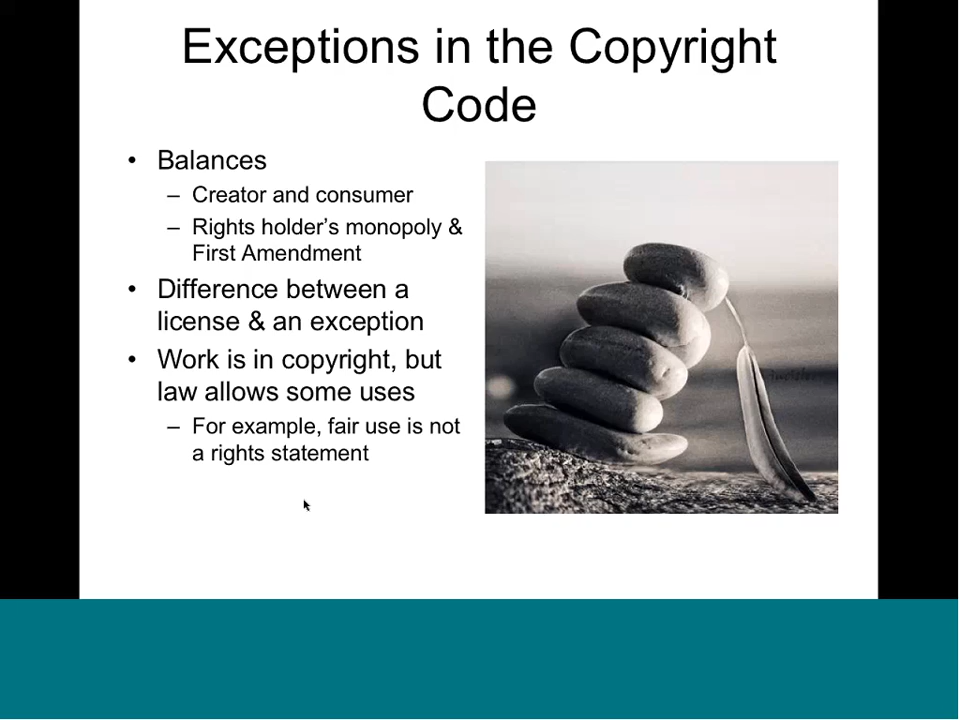 Exceptions in the Copyright
Code
• Balances
– Creator and consumer
– Rights holder’s monopoly &
First Amendment
• Difference between a
license & an exception
• Work is in copyright, but
law allows some uses
– For example, fair use is not
a rights statement